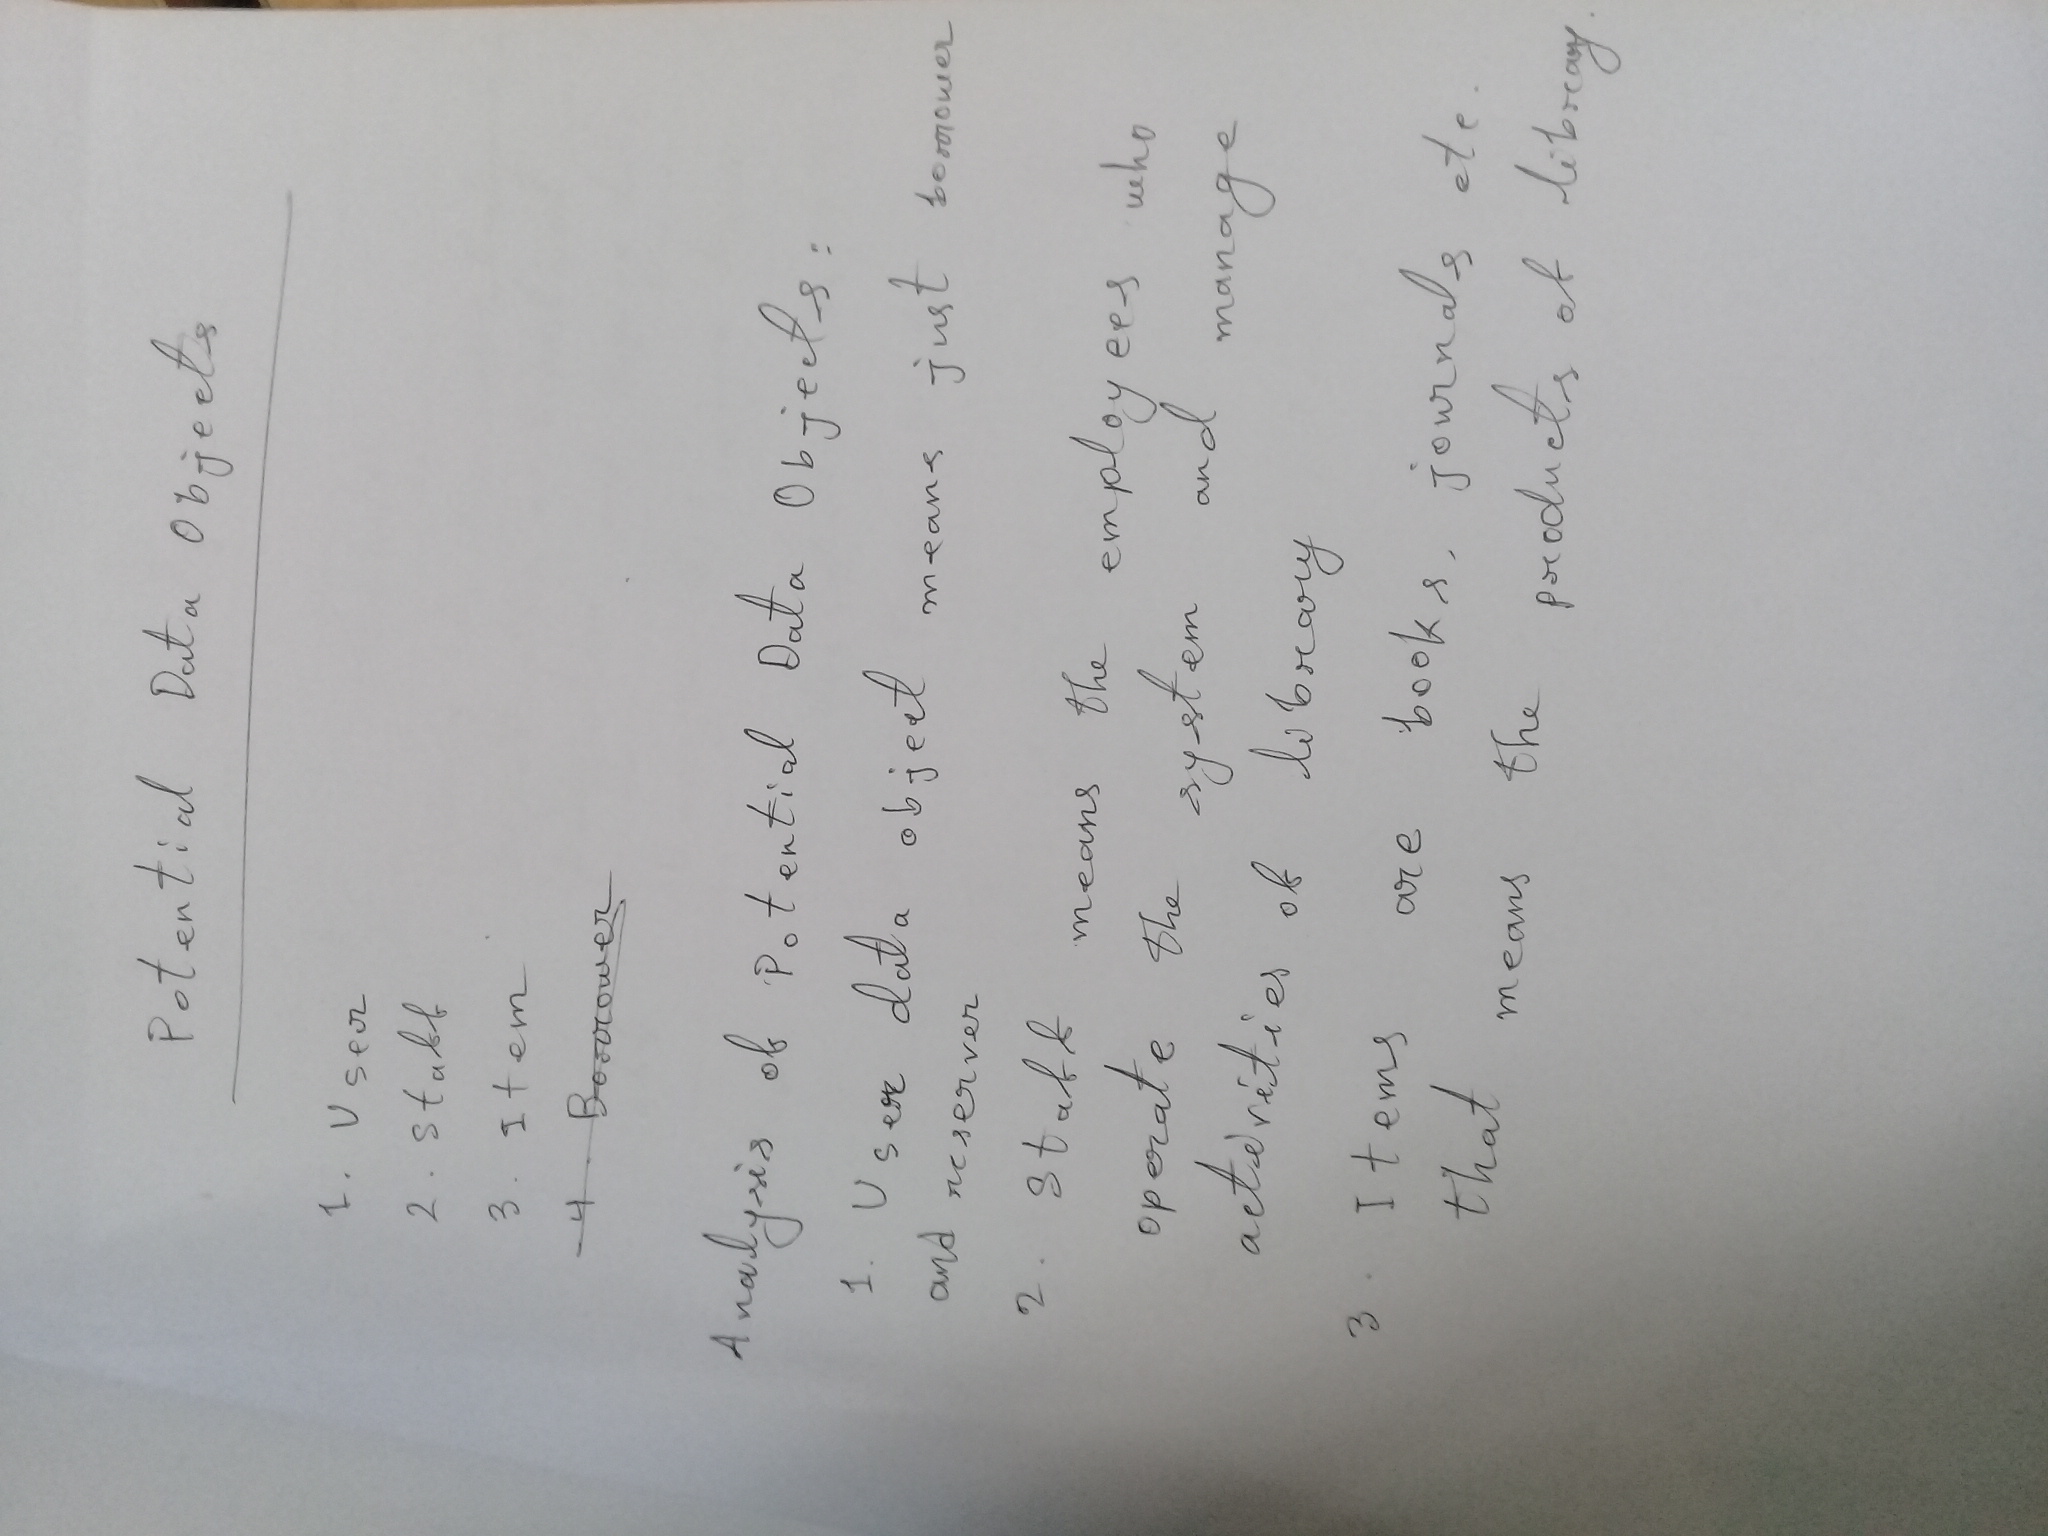 Potential Data Objects
1. User
2. Staff
3. Item
4. Borrower
Analysis of Potential Data Objects:
1. User data object means just borrower
and reserver
2. Staff means the employees who
operate the system and manage
activities of library
3. Items are books, journals etc.
that means the products of library.